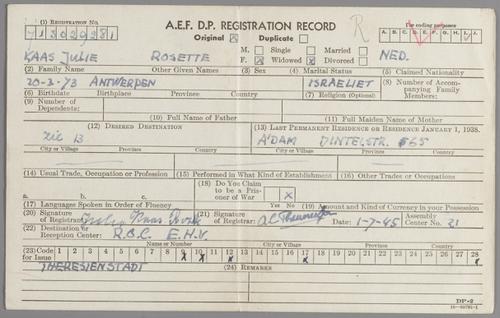 (1) REGISTRATION NO.
A.E.F. D.P. REGISTRATION RECORD
For coding purposes
Original ☒ Duplicate ☐
R
A. B. C. D. E. F. G. H. I. J.
KAAS JULIE ROSETTE
M. Single Married
F. Widowed Divorced
NED.
(2) Family Name Other Given Names (3) Sex (4) Marital Status (5) Claimed Nationality
20-3-73 ANTWERPEN
ISRAELIET
(6) Birthdate Birthplace Province Country (7) Religion (Optional)
(8) Number of Accompanying Family Members:
(9) Number of Dependents:
(10) Full Name of Father (11) Full Maiden Name of Mother
(12) DESIRED DESTINATION
(13) LAST PERMANENT RESIDENCE OR RESIDENCE JANUARY 1, 1938.
A'DAM DINTELSTR.
City or Village Province Country City or Village Province Country
(14) Usual Trade, Occupation or Profession (15) Performed in What Kind of Establishment (16) Other Trades or Occupations
(18) Do You Claim to be a Prisoner of War
x
a. b. c.
(17) Languages Spoken in Order of Fluency Yes No (19) Amount and Kind of Currency in your Possession
(20) Signature of Registrant:
(21) Signature of Registrar:
Date: 1-7-45
Assembly Center No. 21
(22) Destination or Reception Center:
R.B.C. E.H.V.
Name or Number City or Village Province Country
(23) Code for Issue 1 2 3 4 5 6 7 8 9 10 11 12 13 14 15 16 17 18 19 20 21 22 23 24 25 26 27 28
THERESIENSTADT
(24) REMARKS
DP-2